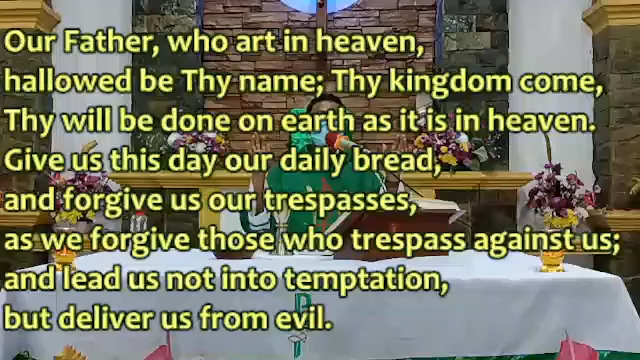 Our Father, who art in heaven,
hallowed be Thy name; Thy kingdom come,
Thy will be done on earth as it is in heaven.
Give us this day our daily bread,
and forgive us our trespasses,
as we forgive those who trespass against us;
and lead us not into temptation,
but deliver us from evil.